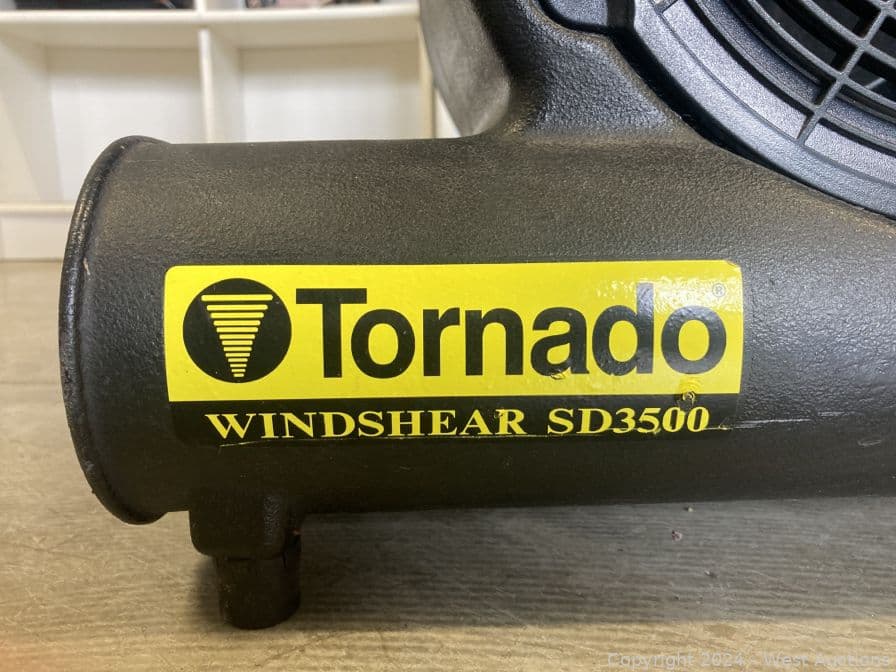 Tornado®
WINDSHEAR SD3500
Copyright 2024 - West Auctions